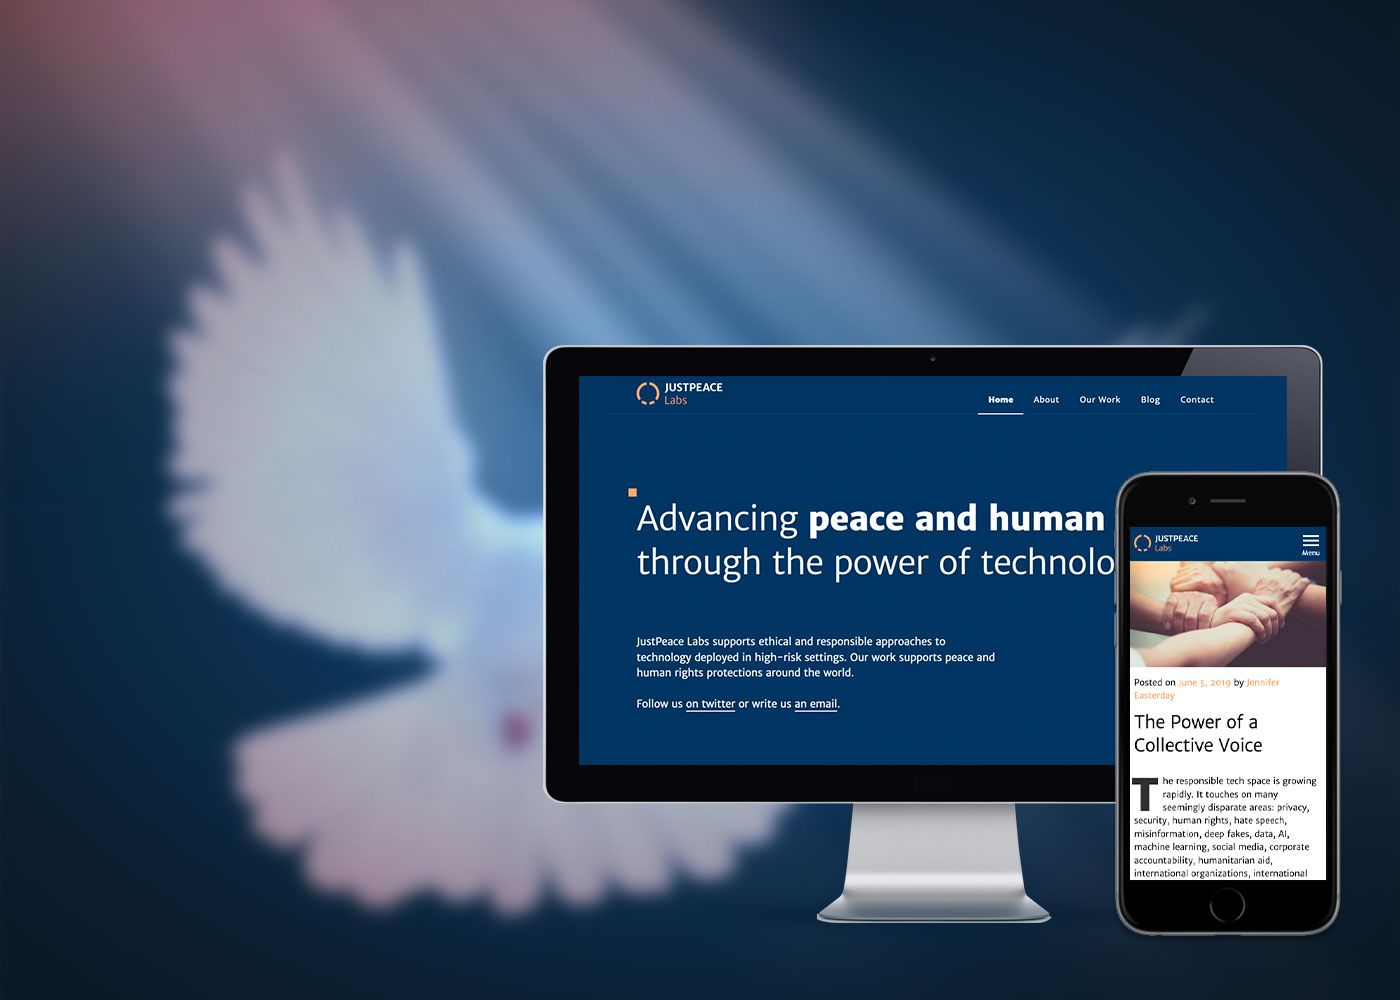 JUSTPEACE
Labs
Home About Our Work Blog Contact
Advancing peace and human
through the power of technolo
JustPeace Labs supports ethical and responsible approaches to
technology deployed in high-risk settings. Our work supports peace and
human rights protections around the world.
Follow us on twitter or write us an email.
JUSTPEACE
Labs
Menu
Posted on June 5, 2019 by Jennifer
Easterday
The Power of a
Collective Voice
The responsible tech space is growing
rapidly. It touches on many
seemingly disparate areas: privacy,
security, human rights, hate speech,
misinformation, deep fakes, data, AI,
machine learning, social media, corporate
accountability, humanitarian aid,
international organizations, international